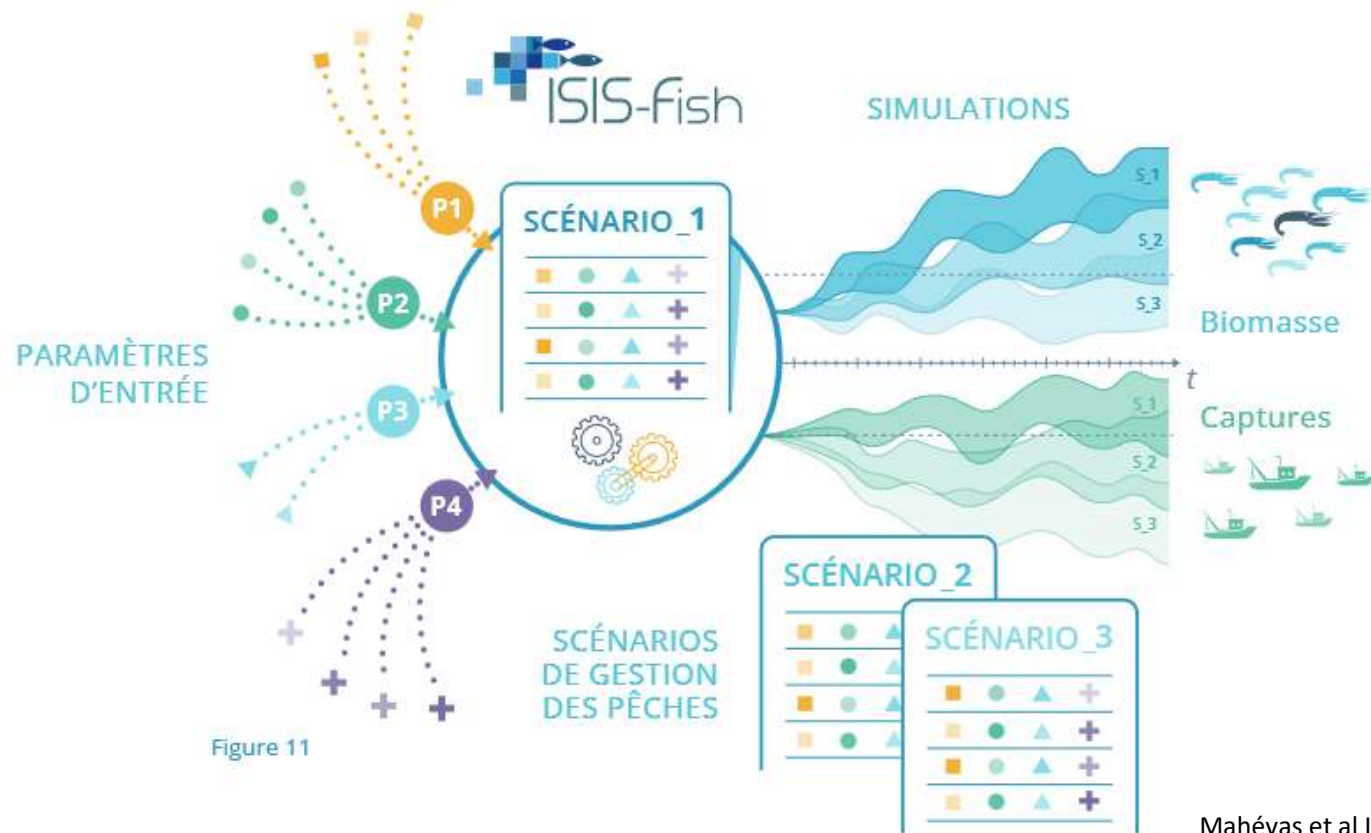 ISIS-Fish
SIMULATIONS
P1
SCÉNARIO_1
S_1
S_2
P2
S_3
Biomasse
PARAMÈTRES
D'ENTRÉE
t
P3
S_1
Captures
S_2
P4
S_3
SCÉNARIO_2
SCÉNARIOS
DE GESTION
DES PÊCHES
SCÉNARIO_3
Figure 11
Mahévas et al